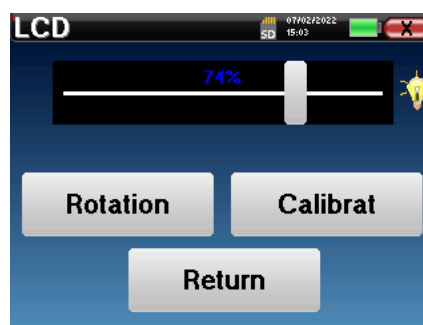 LCD
SD
07/02/2022
15:03
X
74%
Rotation
Calibrat
Return